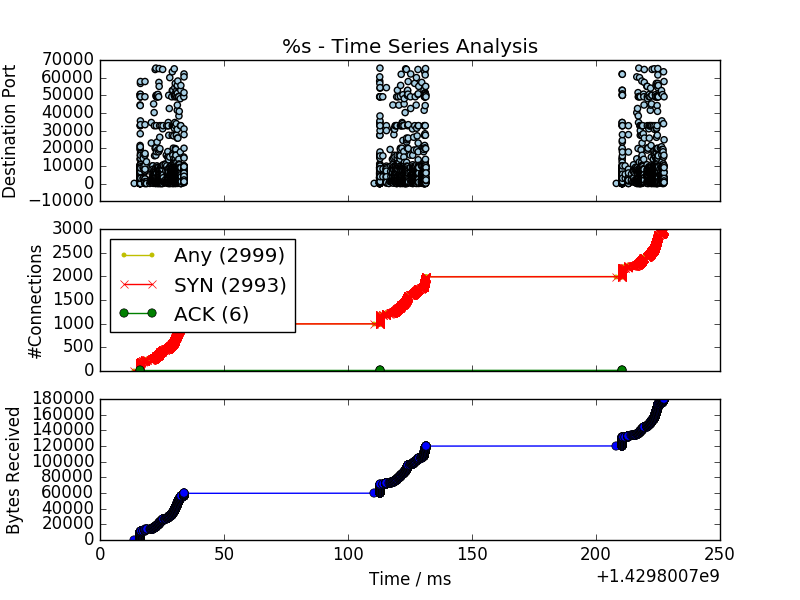 %s - Time Series Analysis
70000
60000
50000
40000
30000
20000
10000
0
−10000
Destination Port
3000
2500
2000
1500
1000
500
0
#Connections
Any (2999)
SYN (2993)
ACK (6)
180000
160000
140000
120000
100000
80000
60000
40000
20000
0
Bytes Received
0 50 100 150 200 250
Time / ms
+1.4298007e9